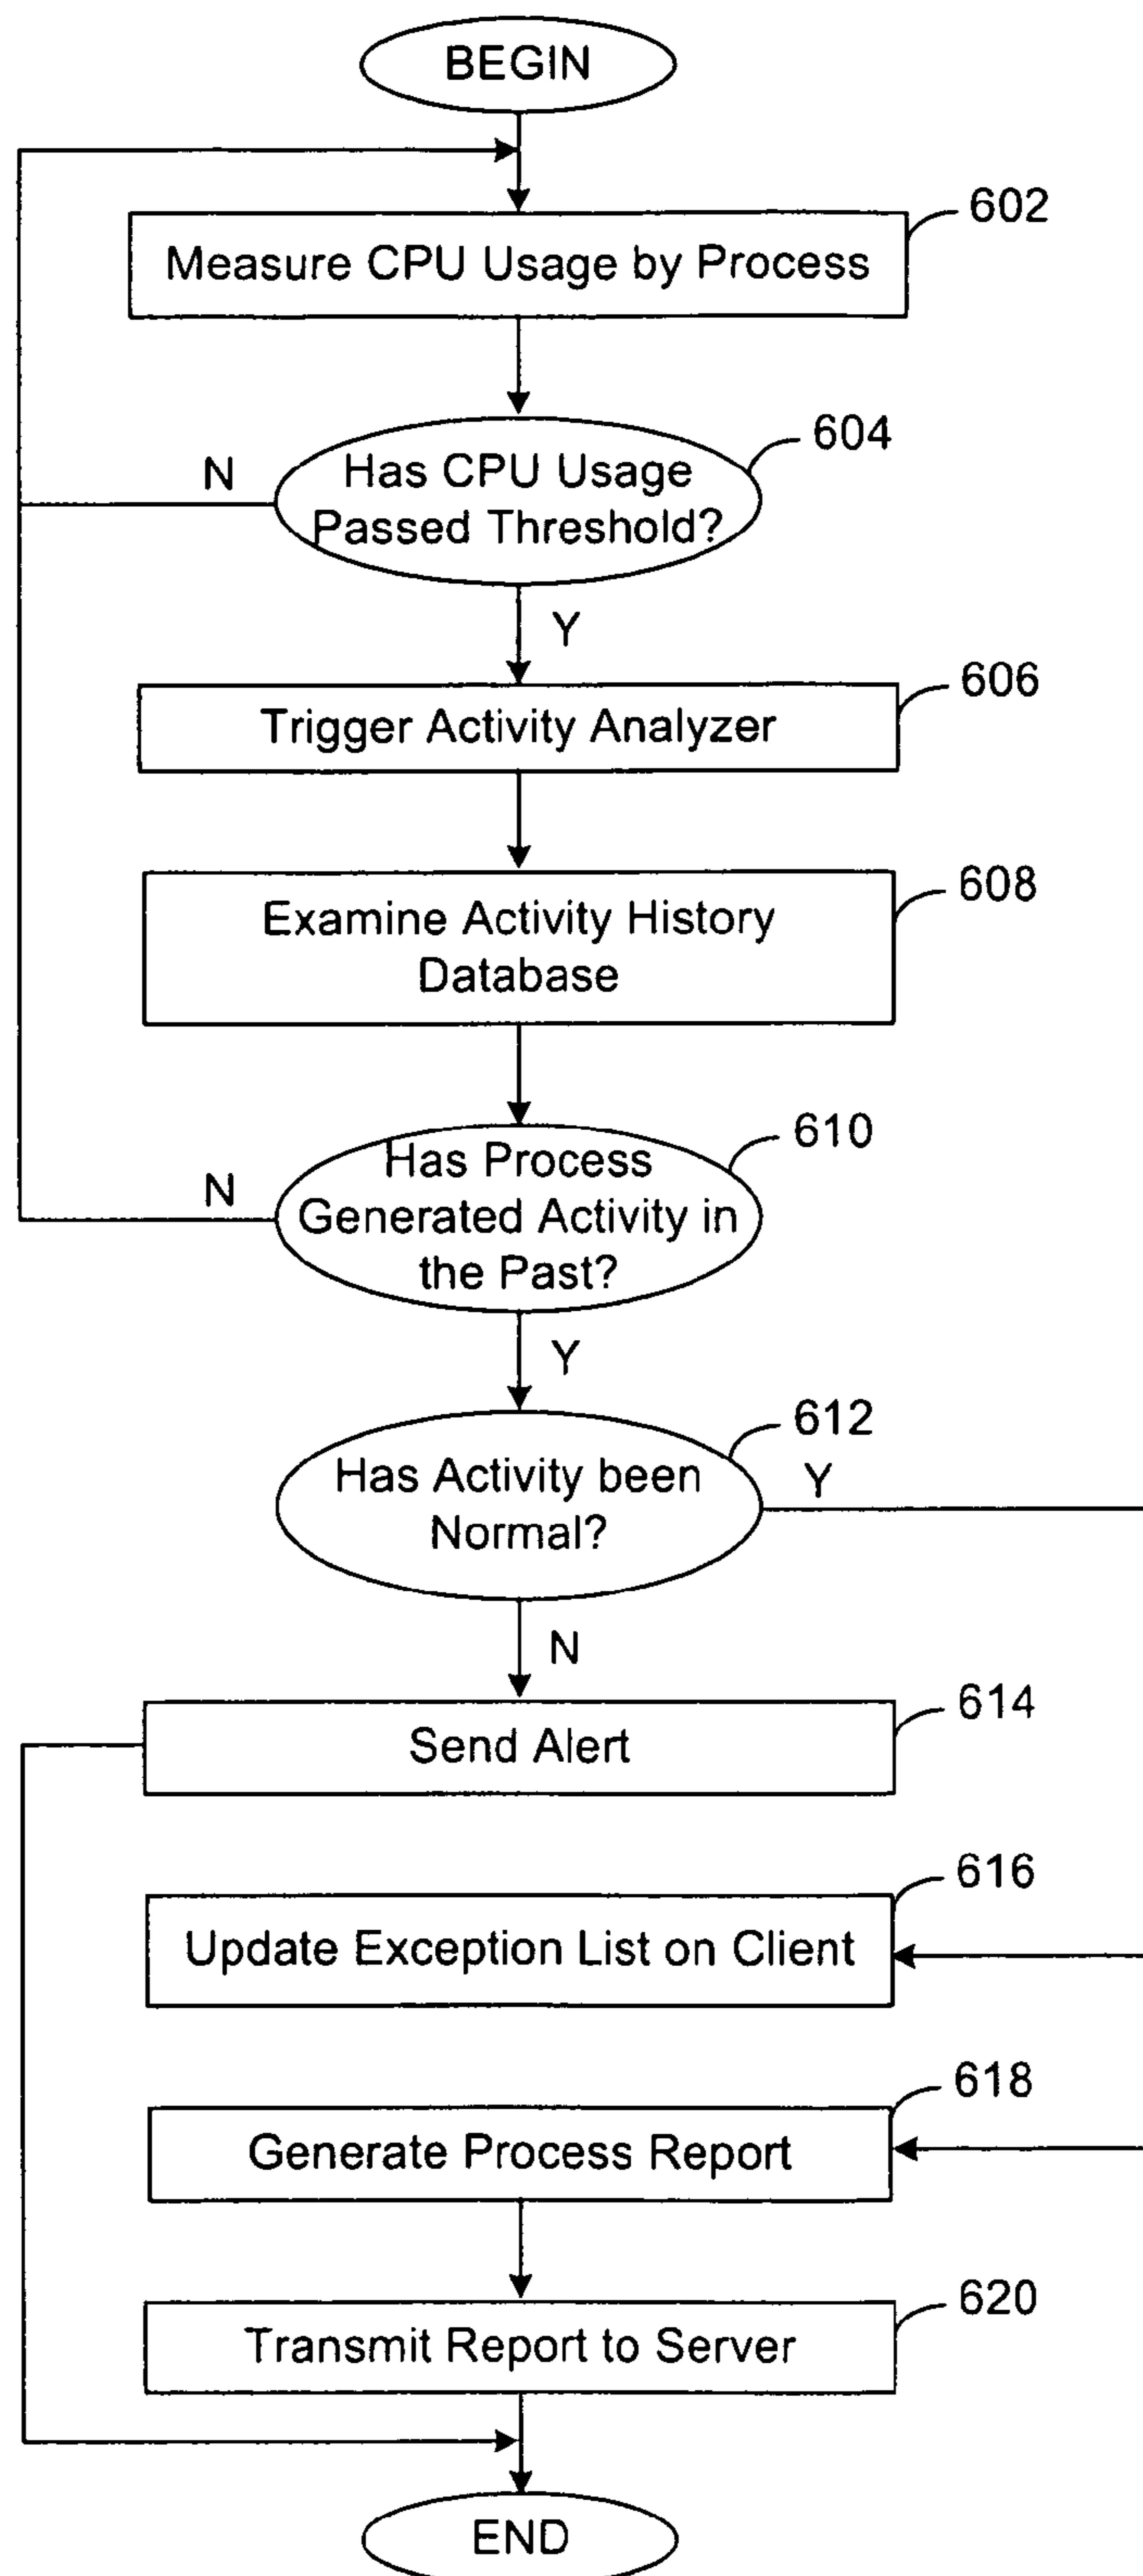 BEGIN
602
Measure CPU Usage by Process
604
N
Has CPU Usage
Passed Threshold?
Y
606
Trigger Activity Analyzer
608
Examine Activity History
Database
610
N
Has Process
Generated Activity in
the Past?
Y
612
Has Activity been
Normal?
Y
N
614
Send Alert
616
Update Exception List on Client
618
Generate Process Report
620
Transmit Report to Server
END